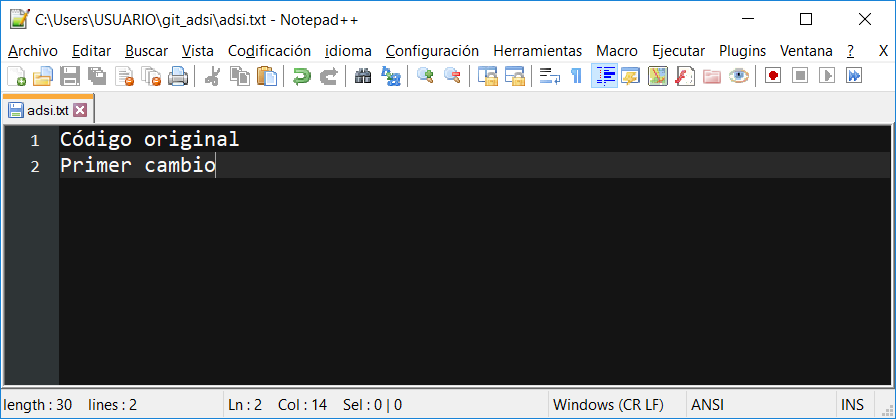 C:\Users\USUARIO\git_adsi\adsi.txt - Notepad++
Archivo Editar Buscar Vista Codificación idioma Configuración Herramientas Macro Ejecutar Plugins Ventana ? X
adsi.txt
1 Código original
2 Primer cambio
length : 30 lines : 2 Ln : 2 Col : 14 Sel : 0 | 0 Windows (CR LF) ANSI INS